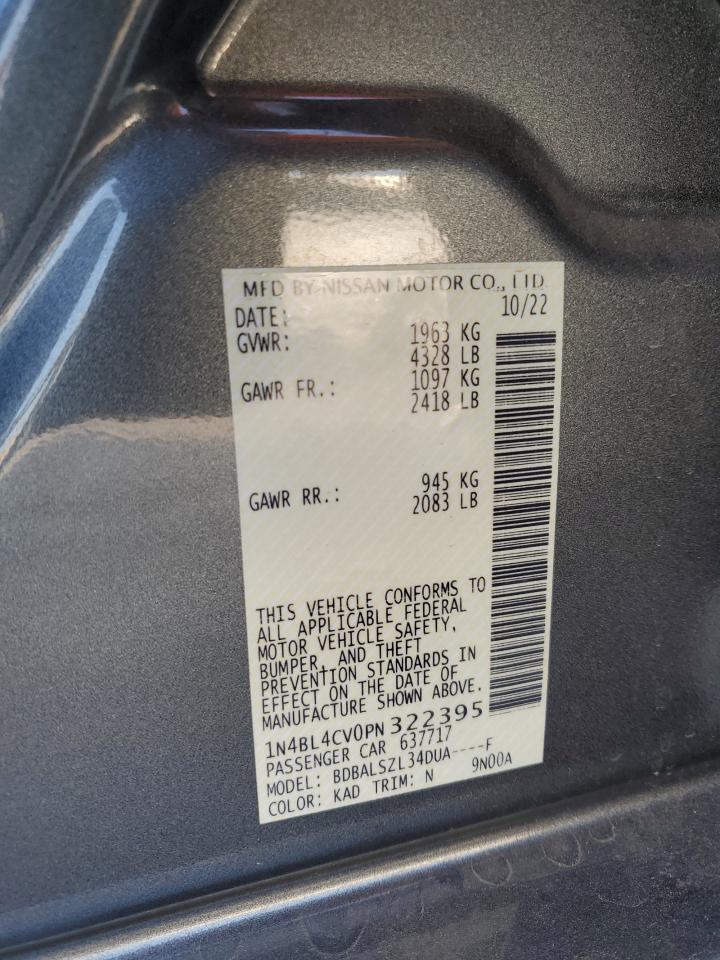 MFD BY NISSAN MOTOR CO., LTD.
DATE: 10/22
GVWR: 1963 KG
4328 LB
GAWR FR.: 1097 KG
2418 LB
GAWR RR.: 945 KG
2083 LB
THIS VEHICLE CONFORMS TO
ALL APPLICABLE FEDERAL
MOTOR VEHICLE SAFETY,
BUMPER, AND THEFT
PREVENTION STANDARDS IN
EFFECT ON THE DATE OF
MANUFACTURE SHOWN ABOVE.
1N4BL4CV0PN322395
PASSENGER CAR 637717
MODEL: BDBALSZL34DUA----F
COLOR: KAD TRIM: N 9N00A